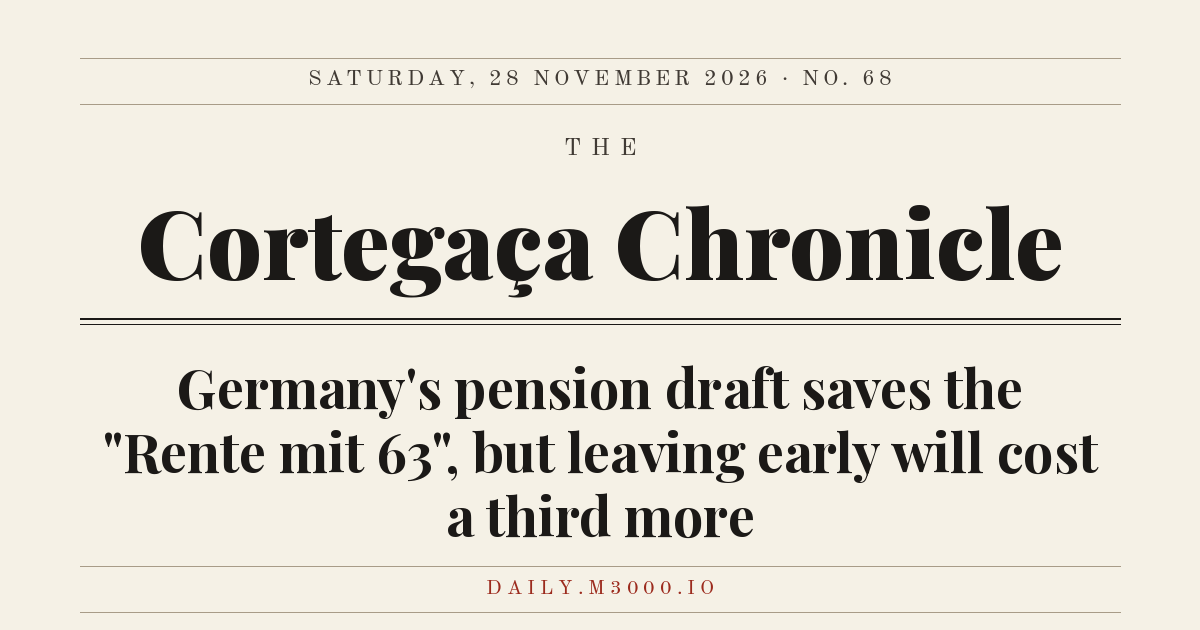 SATURDAY, 28 NOVEMBER 2026 · NO. 68
THE
Cortegaça Chronicle
Germany's pension draft saves the
"Rente mit 63", but leaving early will cost
a third more
DAILY.M3000.IO